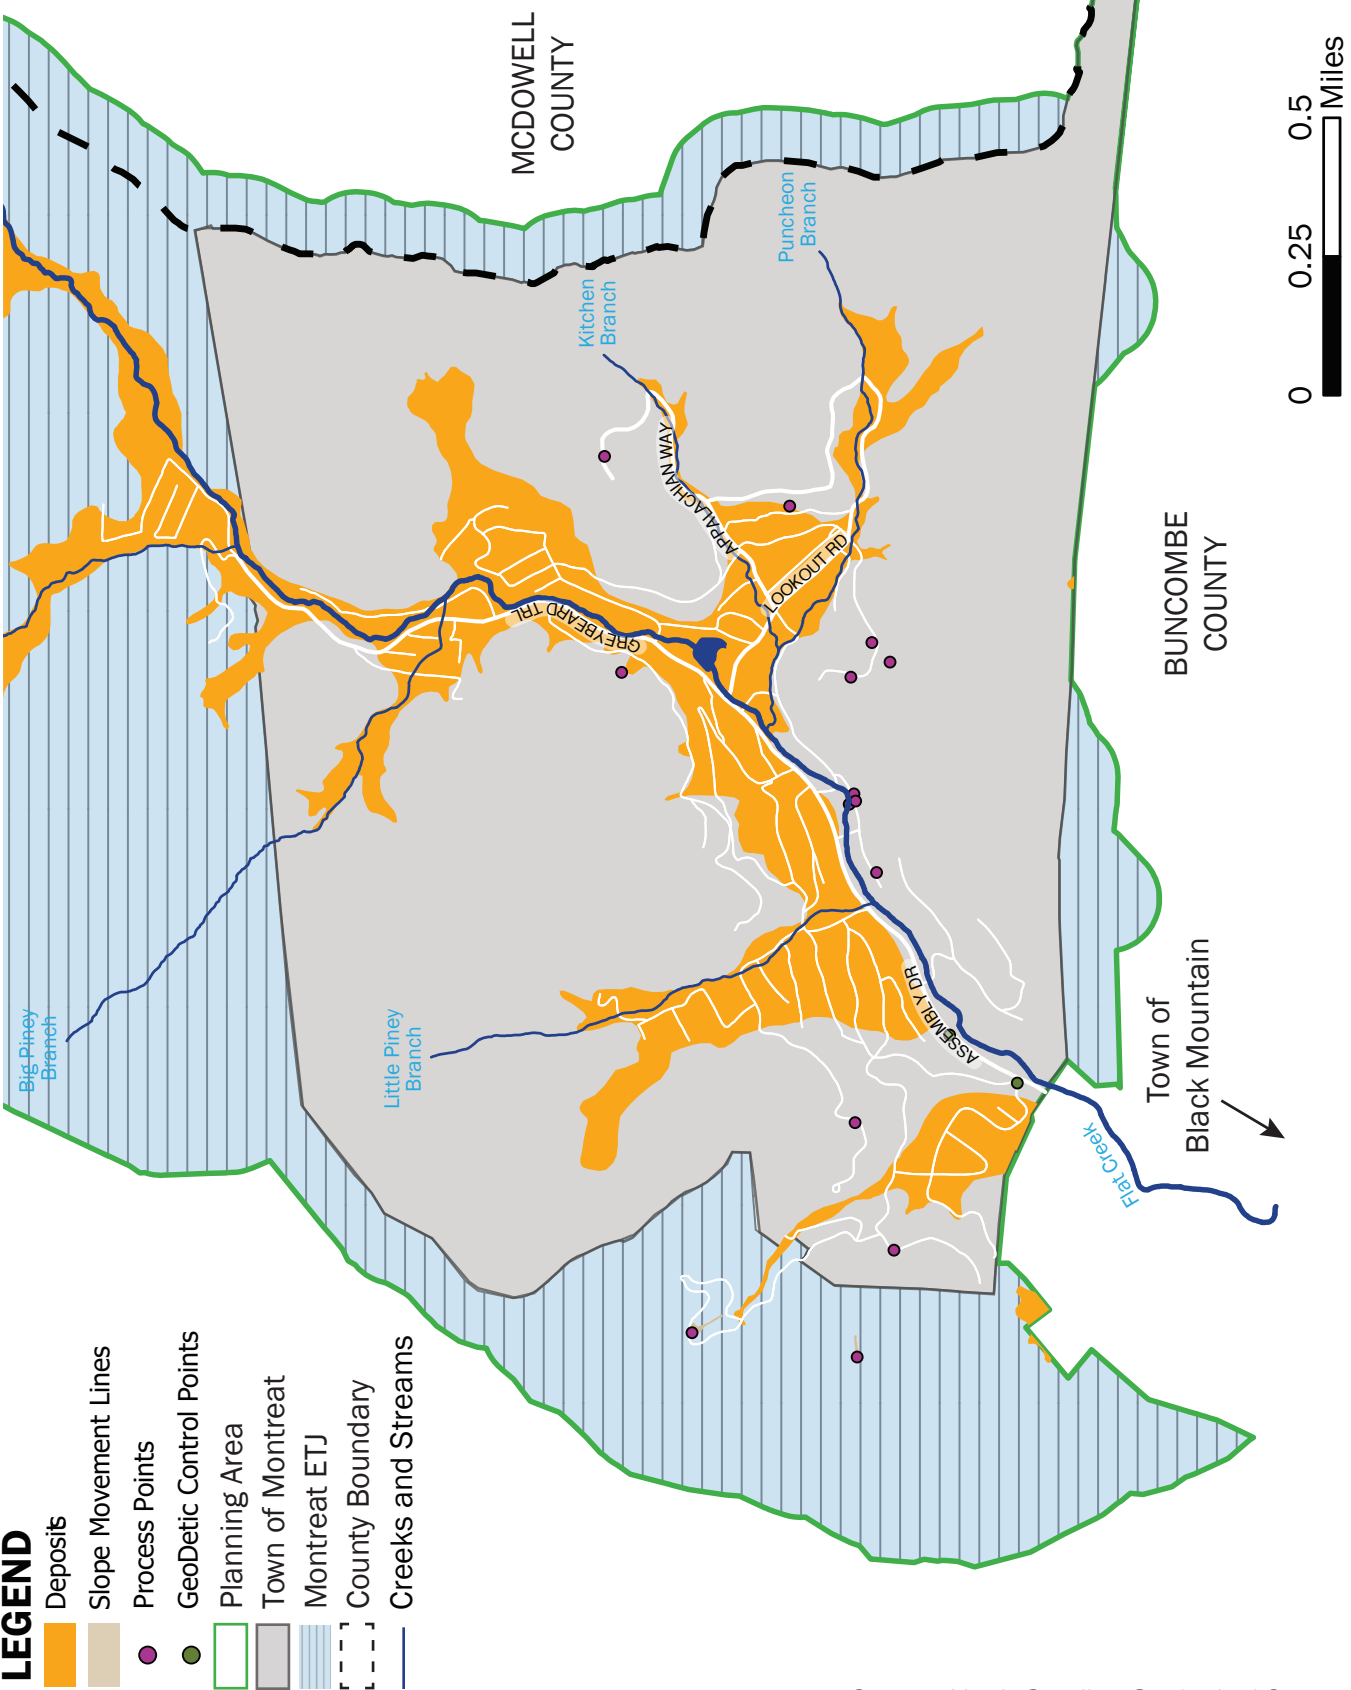 LEGEND
Deposits
Slope Movement Lines
Process Points
GeoDetic Control Points
Planning Area
Town of Montreat
Montreat ETJ
County Boundary
Creeks and Streams
Big Piney
Branch
Little Piney
Branch
MCDOWELL
COUNTY
Kitchen
Branch
Puncheon
Branch
APPALACHIAN WAY
LOOKOUT RD
GREYBEARD TRL
ASSEMBLY DR
Flat Creek
Town of
Black Mountain
BUNCOMBE
COUNTY
0 0.25 0.5
Miles